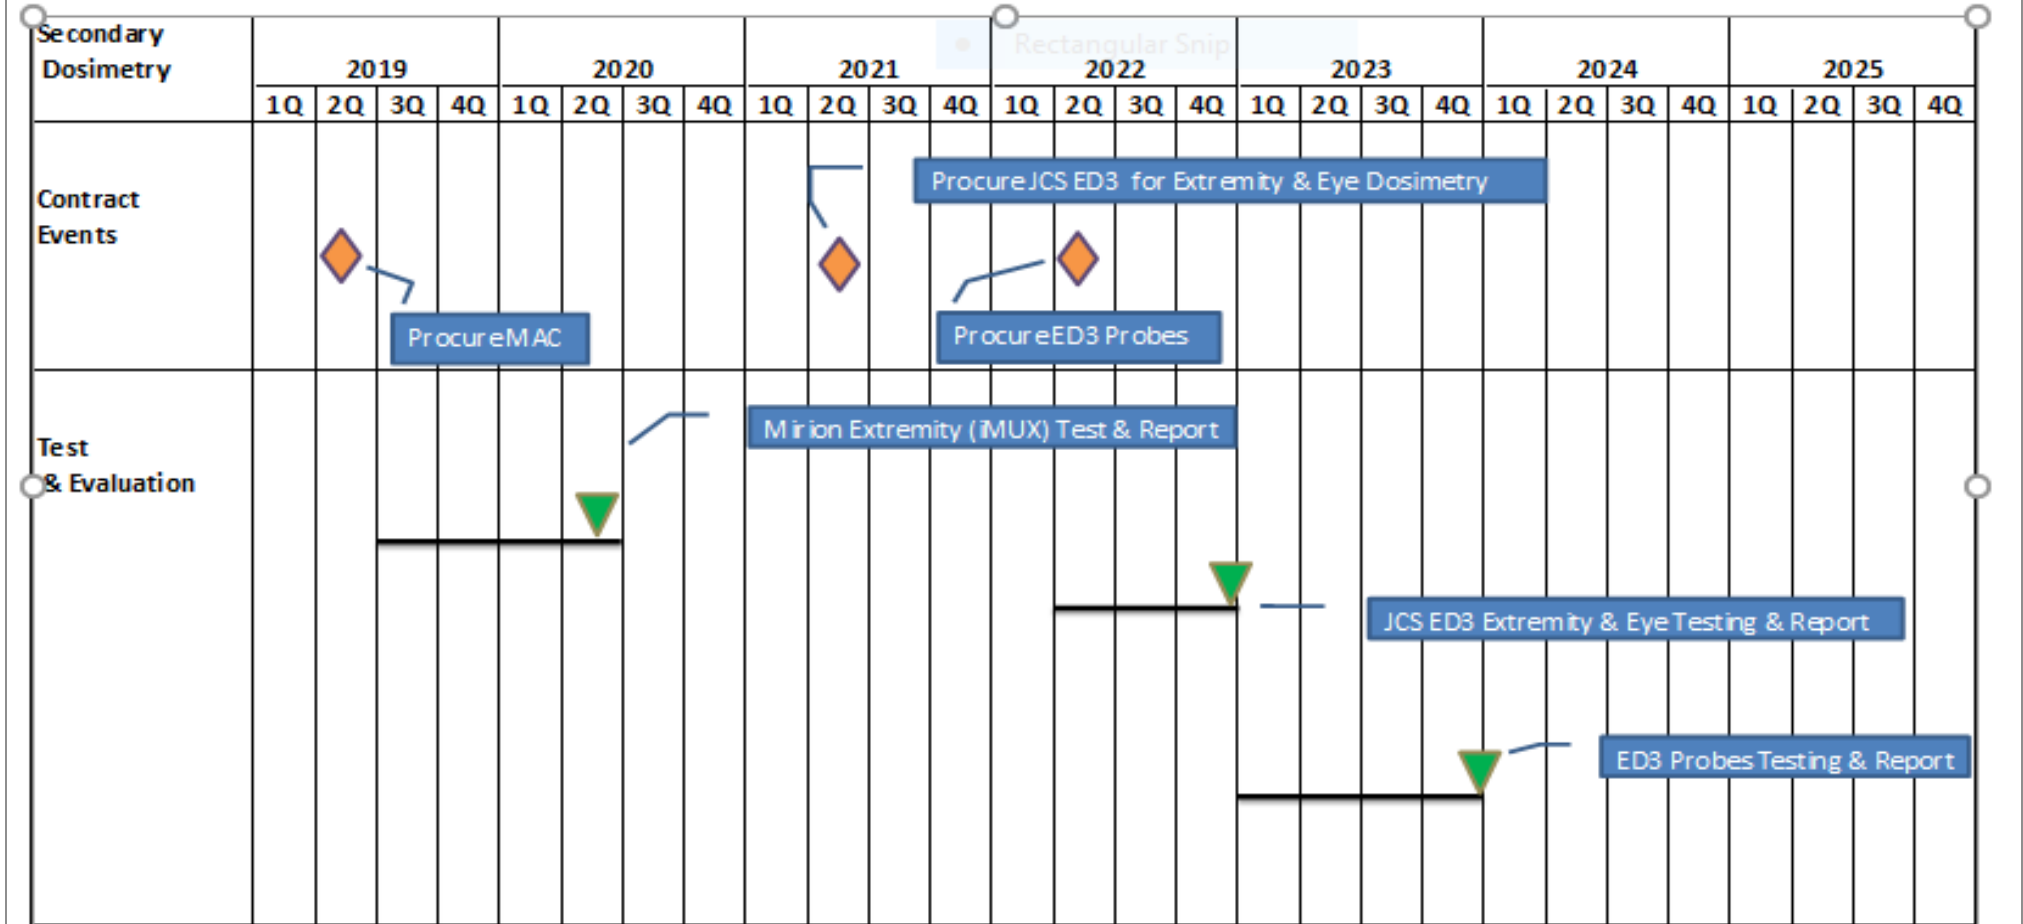 Secondary
Dosimetry
Rectangular Snip
2019 2020 2021 2022 2023 2024 2025
1Q 2Q 3Q 4Q 1Q 2Q 3Q 4Q 1Q 2Q 3Q 4Q 1Q 2Q 3Q 4Q 1Q 2Q 3Q 4Q 1Q 2Q 3Q 4Q 1Q 2Q 3Q 4Q
Contract
Events
Procure JCS ED3 for Extremity & Eye Dosimetry
Procure MAC
Procure ED3 Probes
Test
& Evaluation
Mirion Extremity (iMUX) Test & Report
JCS ED3 Extremity & Eye Testing & Report
ED3 Probes Testing & Report